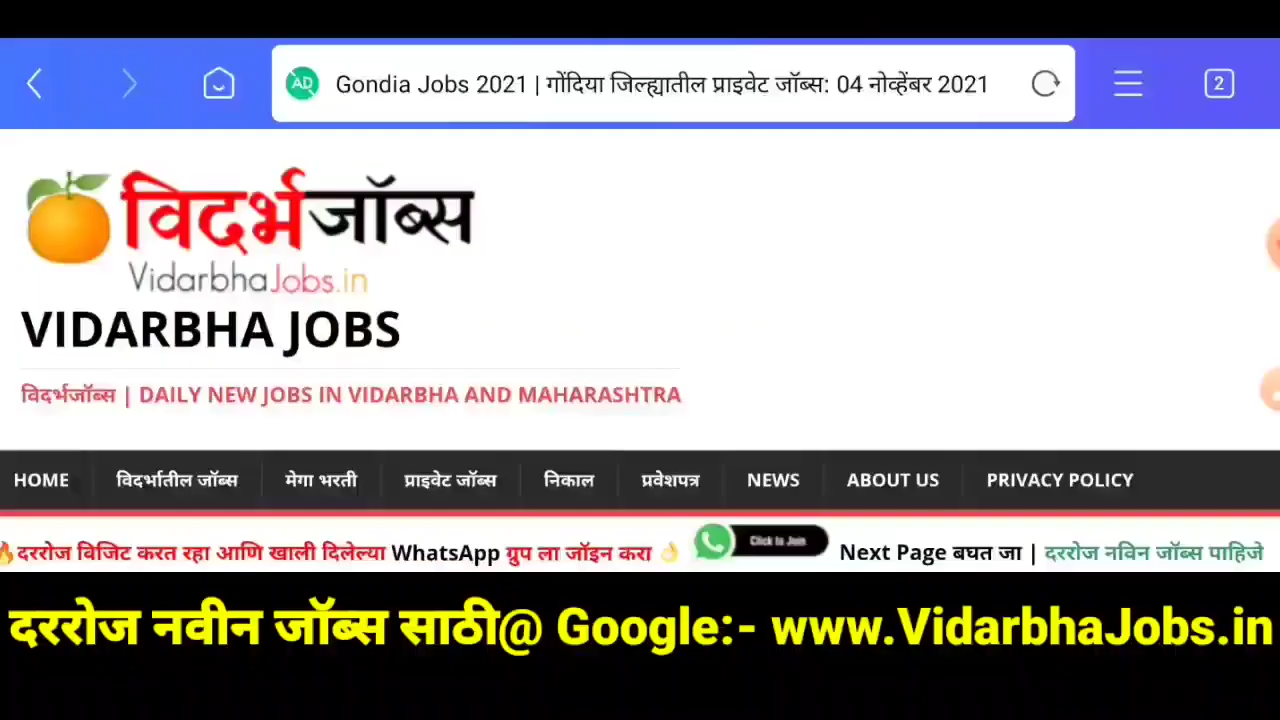 AD Gondia Jobs 2021 | गोंदिया जिल्ह्यातील प्राइवेट जॉब्स: 04 नोव्हेंबर 2021 2
विदर्भजॉब्स
VidarbhaJobs.in
VIDARBHA JOBS
विदर्भजॉब्स | DAILY NEW JOBS IN VIDARBHA AND MAHARASHTRA
HOME विदर्भातील जॉब्स मेगा भरती प्राइवेट जॉब्स निकाल प्रवेशपत्र NEWS ABOUT US PRIVACY POLICY
🔥दररोज विजिट करत रहा आणि खाली दिलेल्या WhatsApp ग्रुप ला जॉइन करा 👌 Click to Join Next Page बघत जा | दररोज नविन जॉब्स पाहिजे
दररोज नवीन जॉब्स साठी@ Google:- www.VidarbhaJobs.in